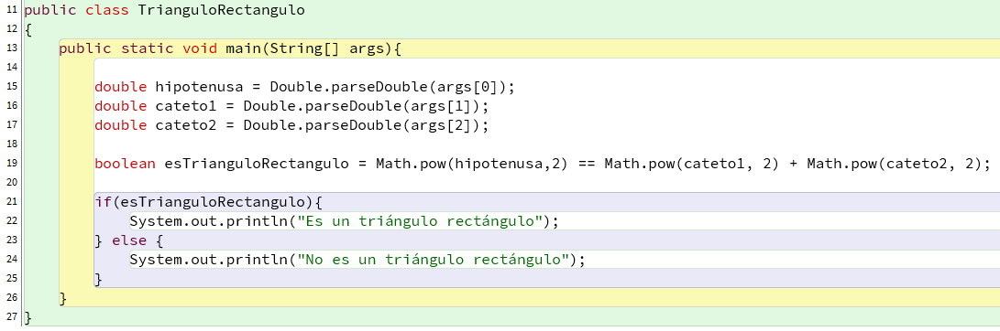 11 public class TrianguloRectangulo
12 {
13 public static void main(String[] args){
14
15 double hipotenusa = Double.parseDouble(args[0]);
16 double cateto1 = Double.parseDouble(args[1]);
17 double cateto2 = Double.parseDouble(args[2]);
18
19 boolean esTrianguloRectangulo = Math.pow(hipotenusa,2) == Math.pow(cateto1, 2) + Math.pow(cateto2, 2);
20
21 if(esTrianguloRectangulo){
22 System.out.println("Es un triángulo rectángulo");
23 } else {
24 System.out.println("No es un triángulo rectángulo");
25 }
26 }
27 }